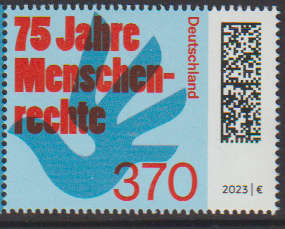 75 Jahre
Menschen-
rechte
Deutschland
370
2023 | €